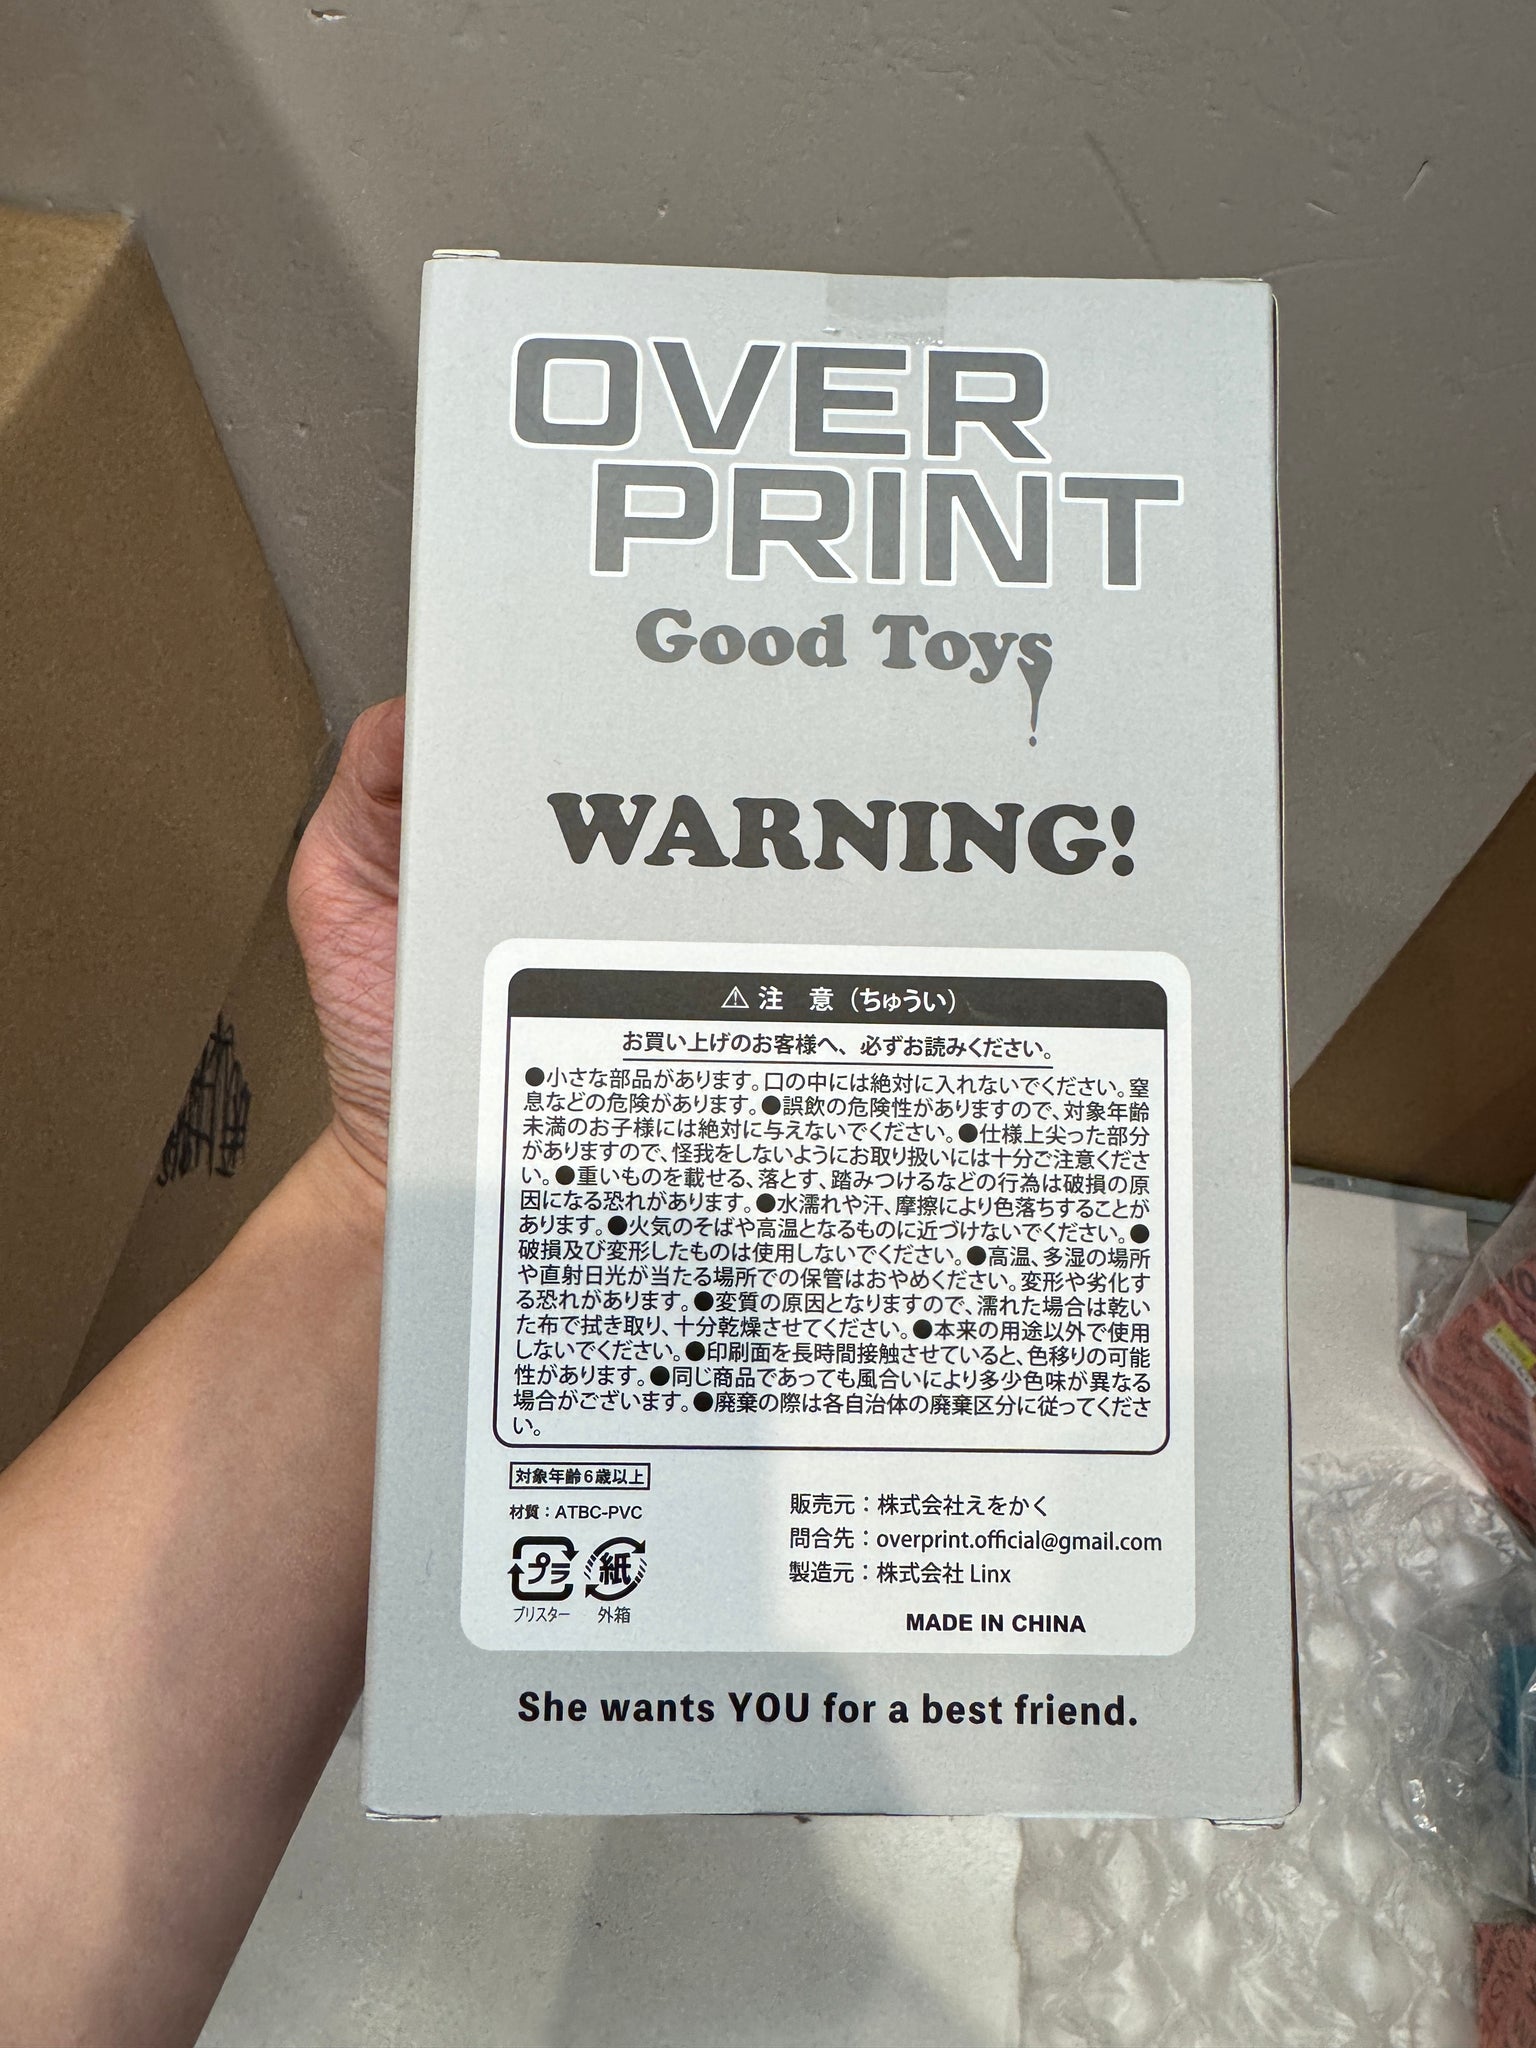 OVER
PRINT
Good Toys
WARNING!
⚠ 注 意 (ちゅうい)
お買い上げのお客様へ、必ずお読みください。
●小さな部品があります。口の中には絶対に入れないでください。窒
息などの危険があります。●誤飲の危険性がありますので、対象年齢
未満のお子様には絶対に与えないでください。●仕様上尖った部分
がありますので、怪我をしないようにお取り扱いには十分ご注意くださ
い。●重いものを載せる、落とす、踏みつけるなどの行為は破損の原
因になる恐れがあります。●水濡れや汗、摩擦により色落ちすることが
あります。●火気のそばや高温となるものに近づけないでください。●
破損及び変形したものは使用しないでください。●高温、多湿の場所
や直射日光が当たる場所での保管はおやめください。変形や劣化す
る恐れがあります。●変質の原因となりますので、濡れた場合は乾い
た布で拭き取り、十分乾燥させてください。●本来の用途以外で使用
しないでください。●印刷面を長時間接触させていると、色移りの可能
性があります。●同じ商品であっても風合いにより多少色味が異なる
場合がございます。●廃棄の際は各自治体の廃棄区分に従ってくださ
い。
対象年齢6歳以上
材質：ATBC-PVC
プラ 紙
ブリスター 外箱
販売元：株式会社えをかく
問合先：overprint.official@gmail.com
製造元：株式会社 Linx
MADE IN CHINA
She wants YOU for a best friend.